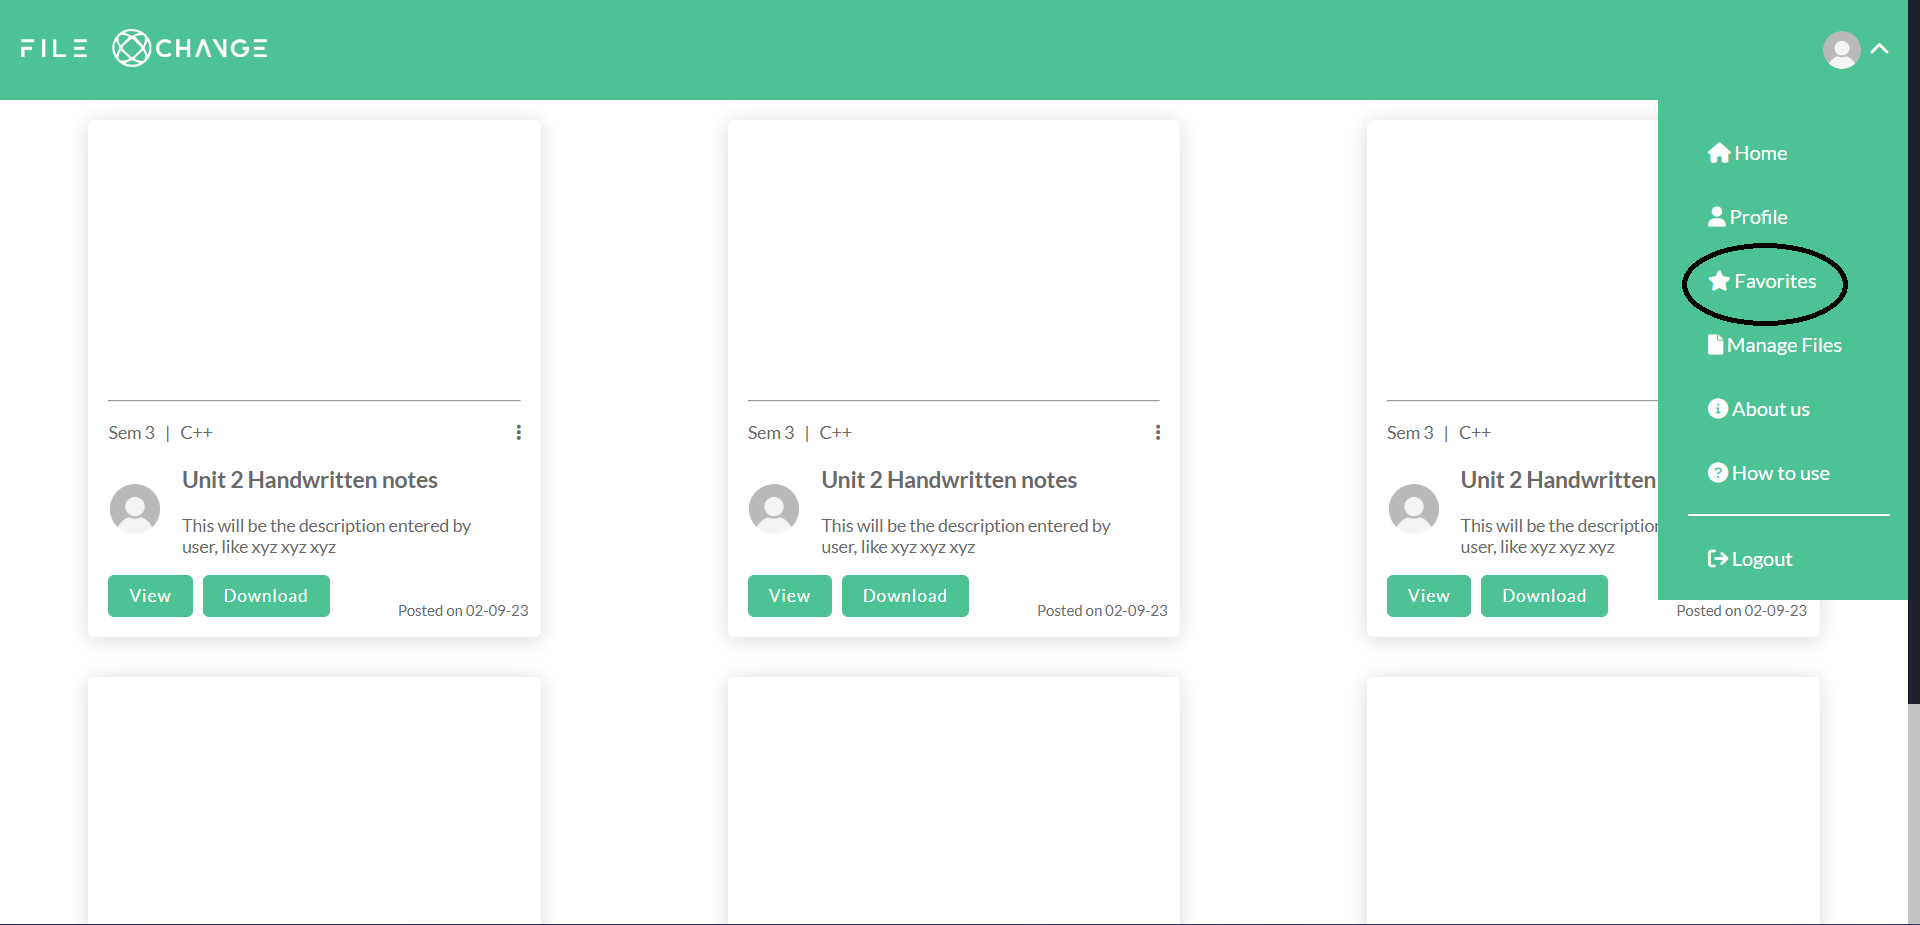 FILE XCHANGE
Home
Profile
Favorites
Manage Files
About us
How to use
Logout
Sem 3 | C++
Unit 2 Handwritten notes
This will be the description entered by
user, like xyz xyz xyz
View
Download
Posted on 02-09-23
Sem 3 | C++
Unit 2 Handwritten notes
This will be the description entered by
user, like xyz xyz xyz
View
Download
Posted on 02-09-23
Sem 3 | C++
Unit 2 Handwritten
This will be the description
user, like xyz xyz xyz
View
Download
Posted on 02-09-23